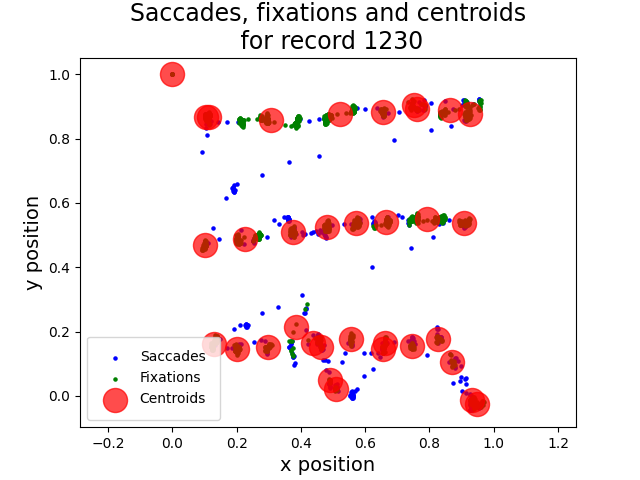 Saccades, fixations and centroids
for record 1230
1.0
0.8
0.6
0.4
0.2
0.0
y position
Saccades
Fixations
Centroids
−0.2 0.0 0.2 0.4 0.6 0.8 1.0 1.2
x position